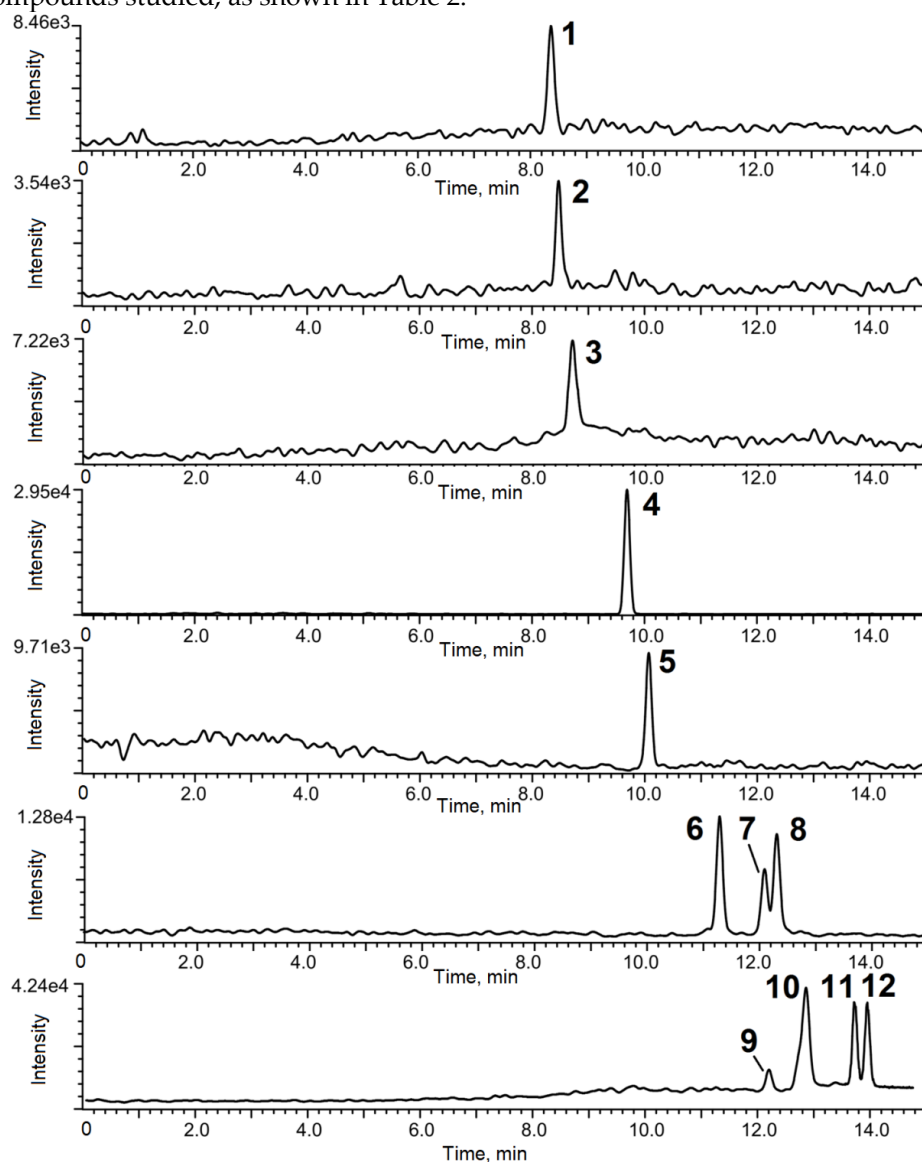 ompounds studied, as shown in Table 2.
8.46e3
1
Intensity
0 2.0 4.0 6.0 8.0 10.0 12.0 14.0
Time, min
3.54e3
2
Intensity
0 2.0 4.0 6.0 8.0 10.0 12.0 14.0
Time, min
7.22e3
3
Intensity
0 2.0 4.0 6.0 8.0 10.0 12.0 14.0
Time, min
2.95e4
4
Intensity
0 2.0 4.0 6.0 8.0 10.0 12.0 14.0
Time, min
9.71e3
5
Intensity
0 2.0 4.0 6.0 8.0 10.0 12.0 14.0
Time, min
1.28e4
6 7 8
Intensity
0 2.0 4.0 6.0 8.0 10.0 12.0 14.0
Time, min
4.24e4
10 11 12
9
Intensity
0 2.0 4.0 6.0 8.0 10.0 12.0 14.0
Time, min